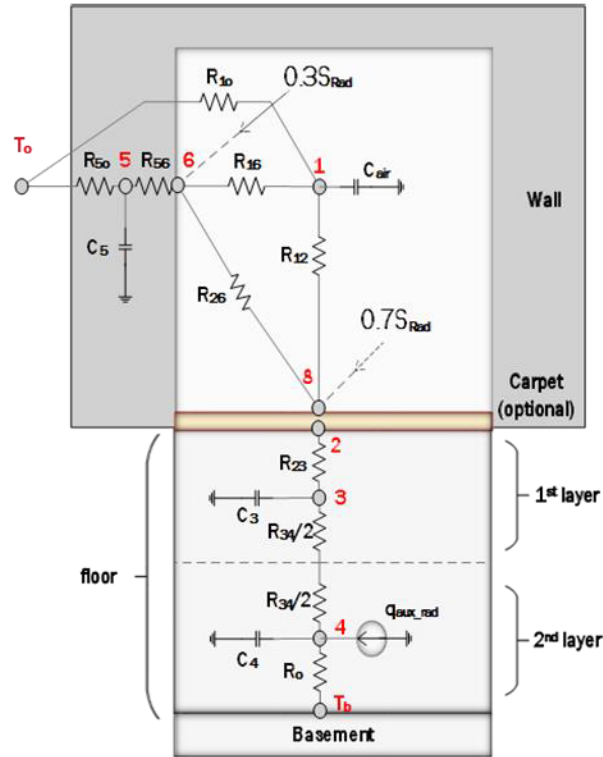 R1o
0.3SRad
To
R5o
5
R56
6
R16
1
Cair
Wall
C5
R12
R26
0.7SRad
8
Carpet
(optional)
2
R23
1st layer
3
C3
R34/2
floor
R34/2
qaux_rad
4
C4
2nd layer
Ro
Tb
Basement